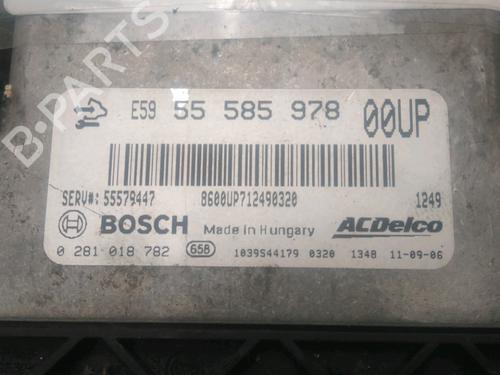 E59 55 585 978 00UP
SERV#: 55579447 8600UP712490320 1249
BOSCH Made in Hungary ACDelco
0 281 018 782 658 1039S44179 0320 1348 11-09-06
B-PARTS